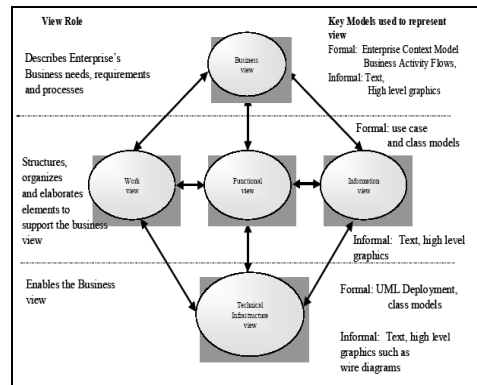 View Role
Key Models used to represent
view
Describes Enterprise's
Business needs, requirements
and processes
Formal: Enterprise Context Model
Business Activity Flows,
Informal: Text,
High level graphics
Business
view
Formal: use case
and class models
Structures,
organizes
and elaborates
elements to
support the business
view
Work
view
Functional
view
Information
view
Informal: Text, high level
graphics
Enables the Business
view
Technical
Infrastructure
view
Formal: UML Deployment,
class models
Informal: Text, high level
graphics such as
wire diagrams